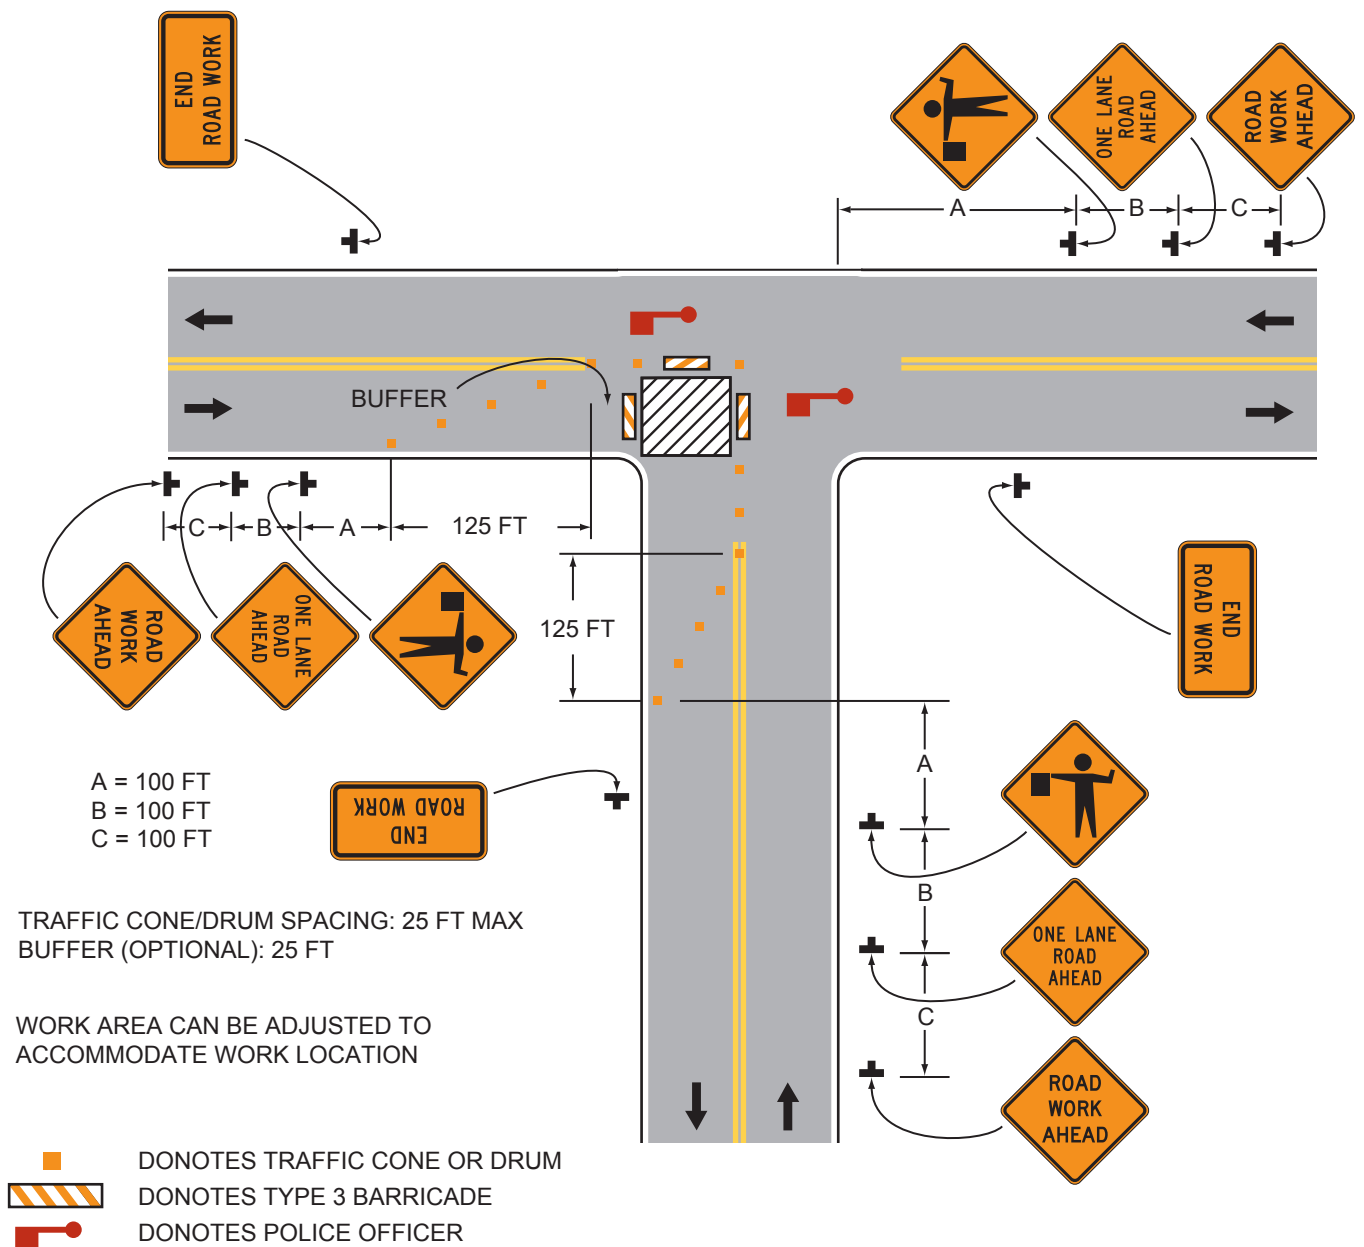 END
ROAD WORK
ONE LANE
ROAD
AHEAD
ROAD
WORK
AHEAD
A
B
C
BUFFER
C
B
A
125 FT
ROAD
WORK
AHEAD
ONE LANE
ROAD
AHEAD
125 FT
END
ROAD WORK
A = 100 FT
B = 100 FT
C = 100 FT
END
ROAD WORK
A
B
C
ONE LANE
ROAD
AHEAD
ROAD
WORK
AHEAD
TRAFFIC CONE/DRUM SPACING: 25 FT MAX
BUFFER (OPTIONAL): 25 FT
WORK AREA CAN BE ADJUSTED TO
ACCOMMODATE WORK LOCATION
DONOTES TRAFFIC CONE OR DRUM
DONOTES TYPE 3 BARRICADE
DONOTES POLICE OFFICER